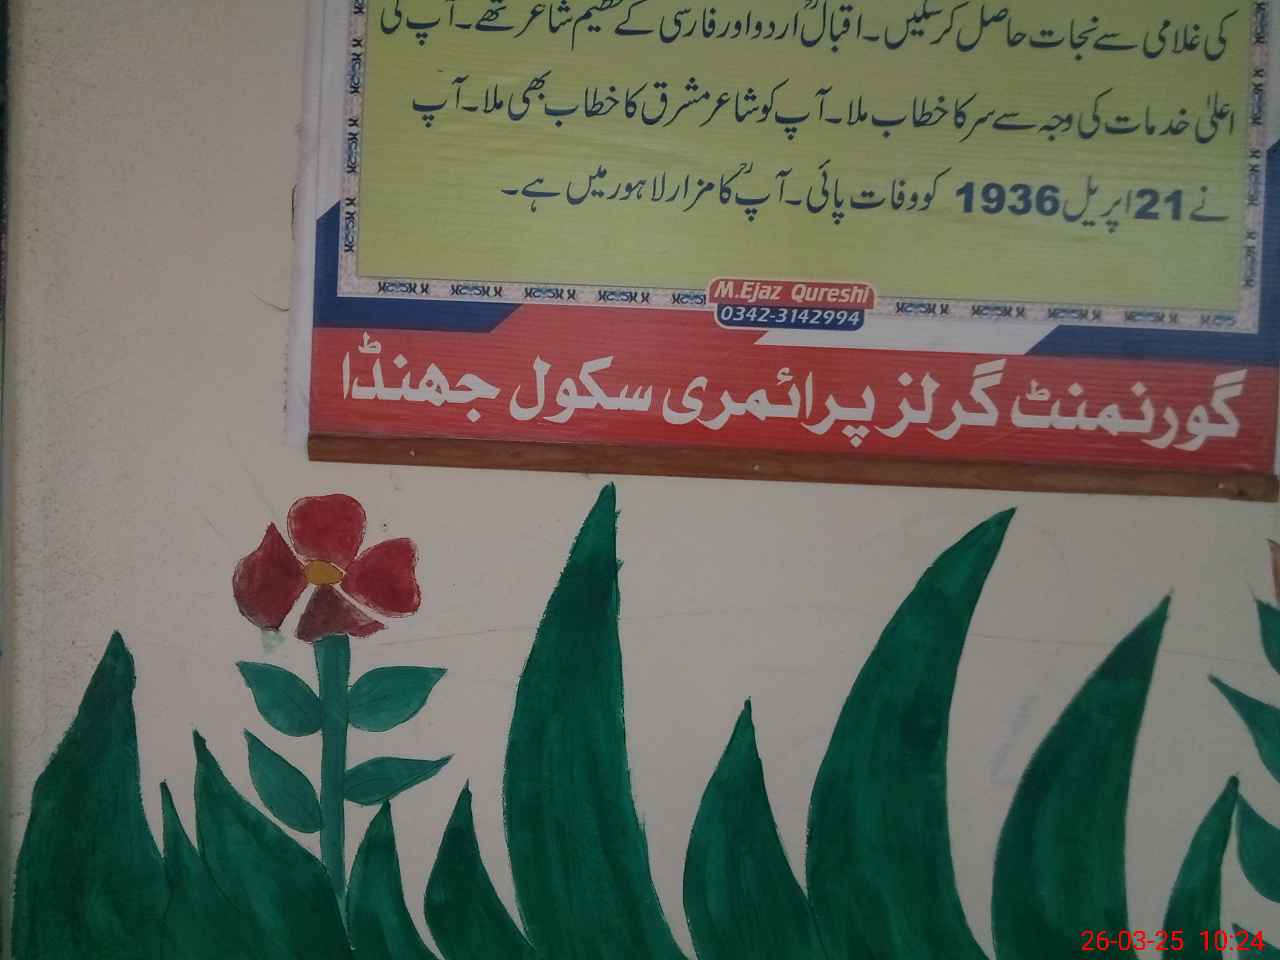 کی غلامی سے نجات حاصل کر سکیں۔ اقبالؒ اردو اور فارسی کے عظیم شاعر تھے۔ آپ کی
اعلیٰ خدمات کی وجہ سے سر کا خطاب ملا۔ آپ کو شاعر مشرق کا خطاب بھی ملا۔ آپ
نے 21 اپریل 1936 کو وفات پائی۔ آپؒ کا مزار لاہور میں ہے۔
M.Ejaz Qureshi
0342-3142994
گورنمنٹ گرلز پرائمری سکول جھنڈا
26-03-25 10:24